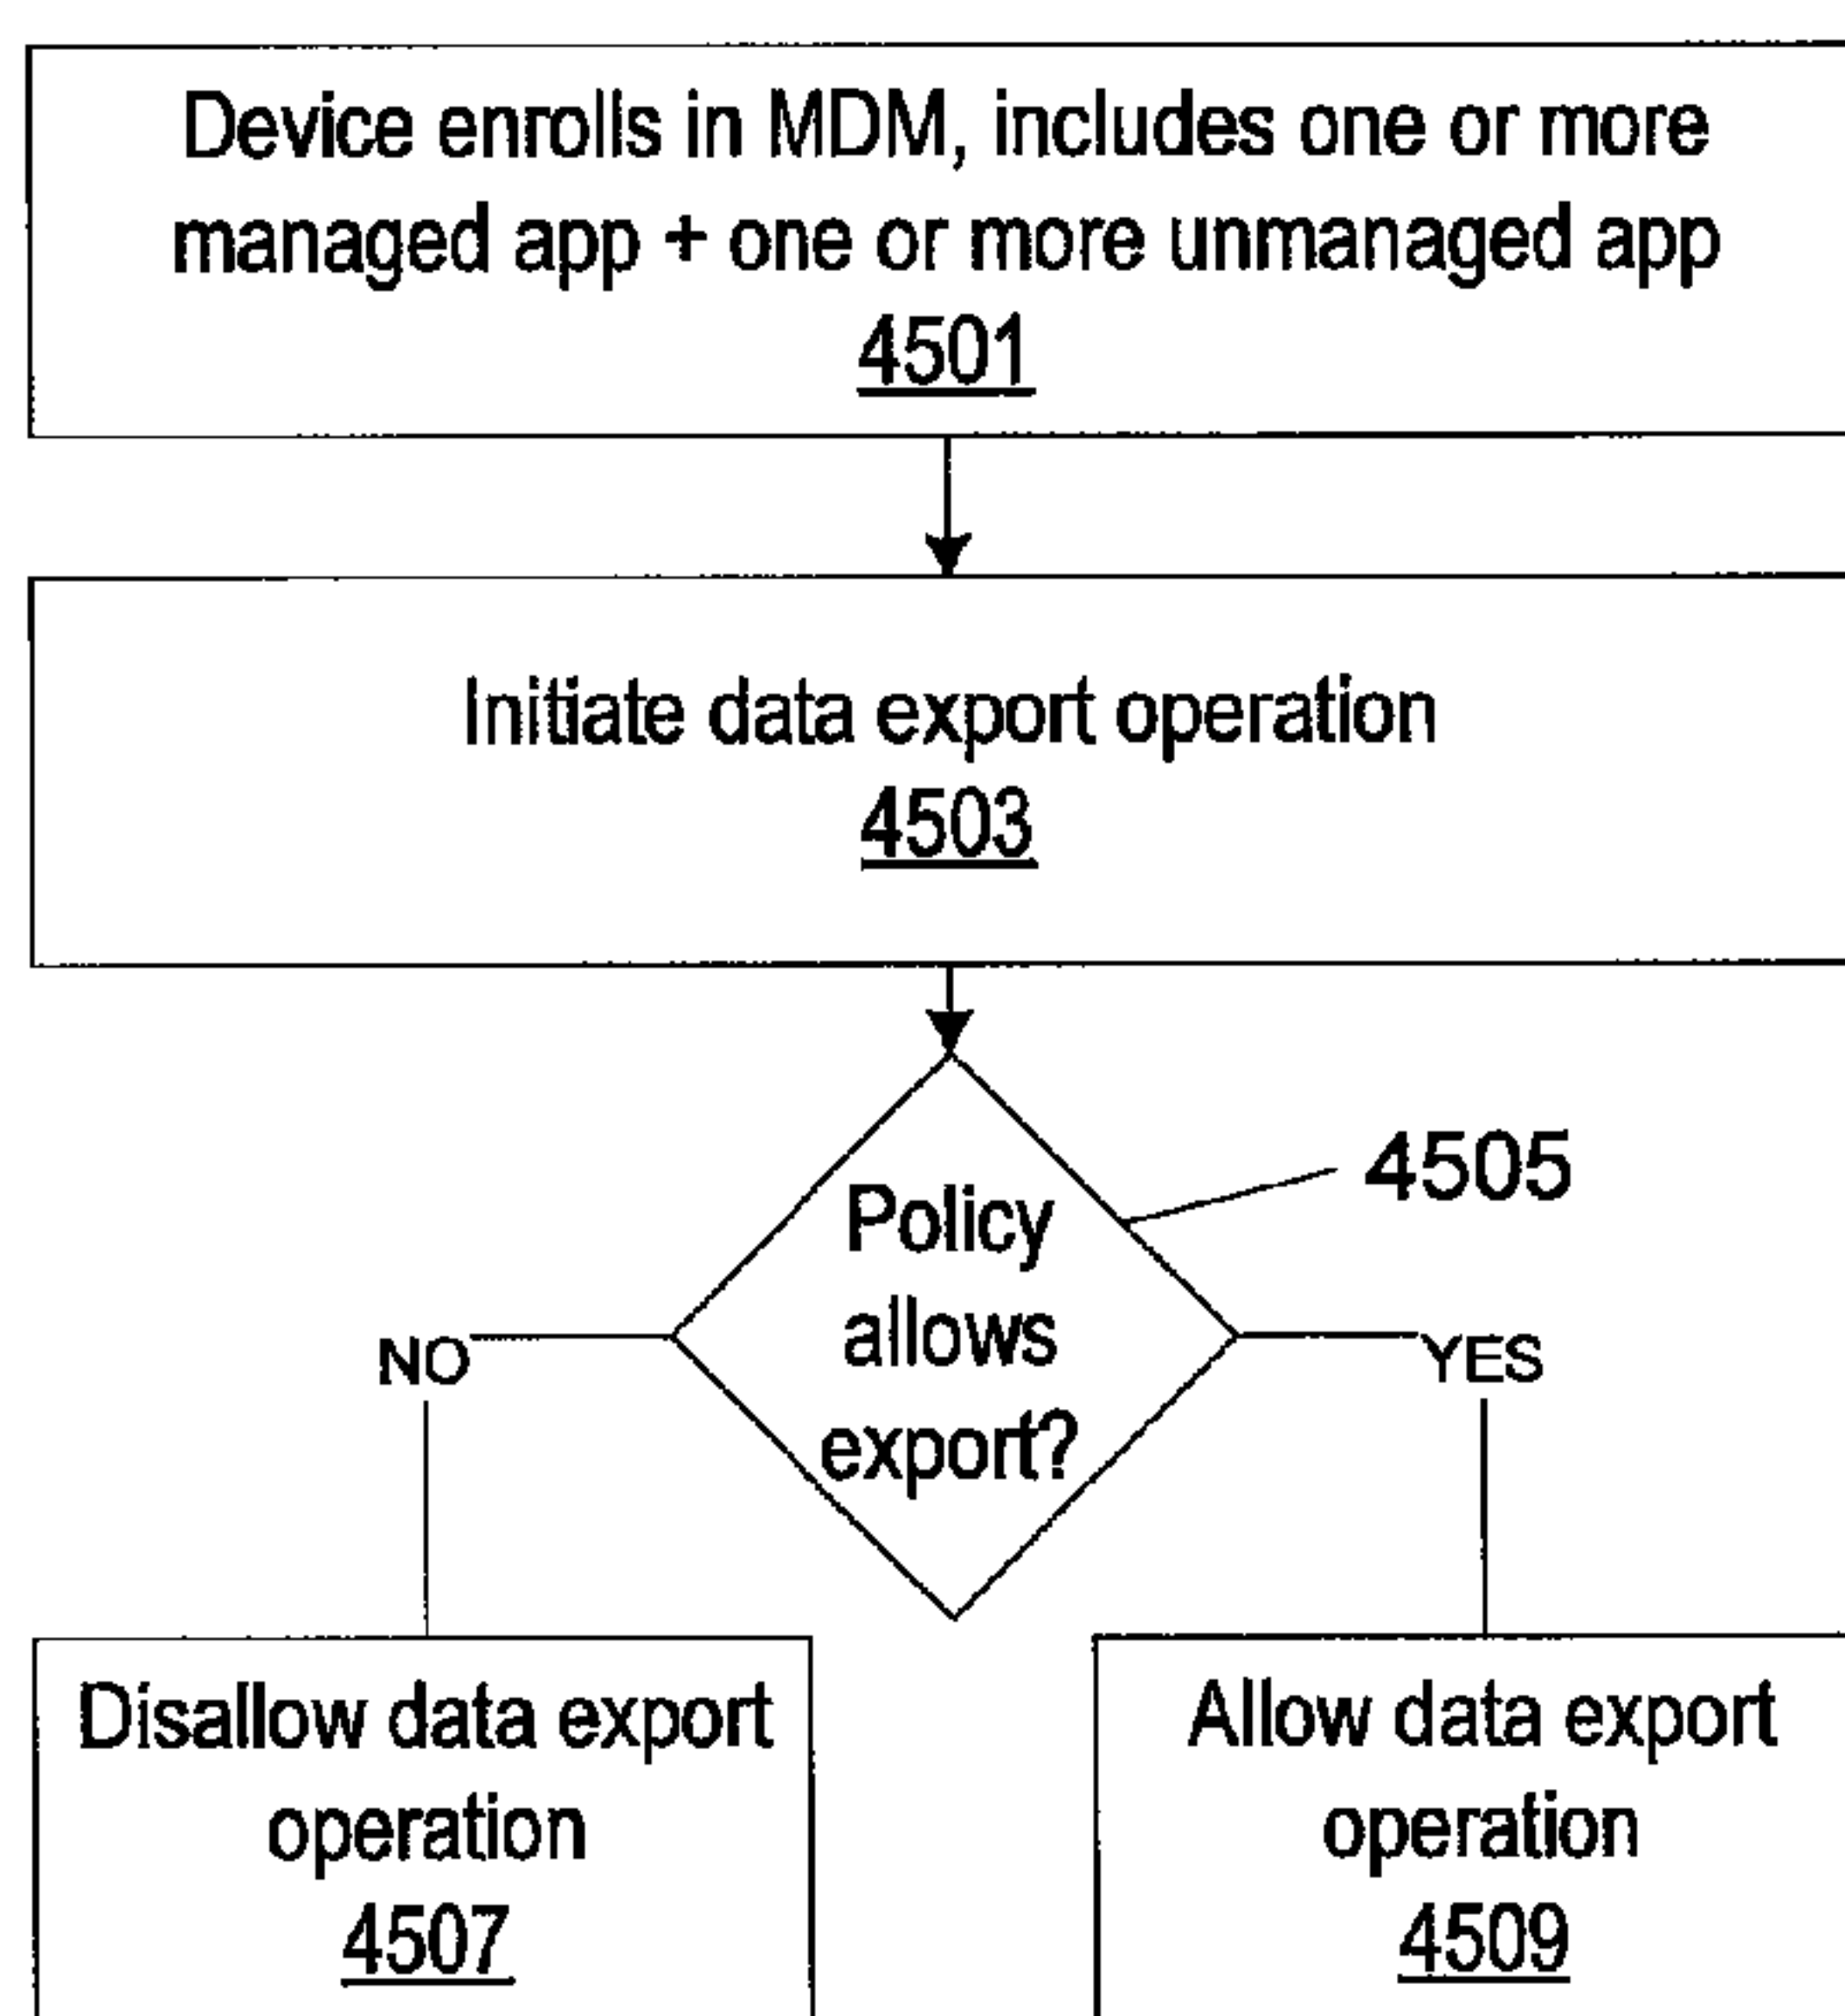 Device enrolls in MDM, includes one or more
managed app + one or more unmanaged app
4501
Initiate data export operation
4503
4505
Policy
allows
export?
NO
YES
Disallow data export
operation
4507
Allow data export
operation
4509